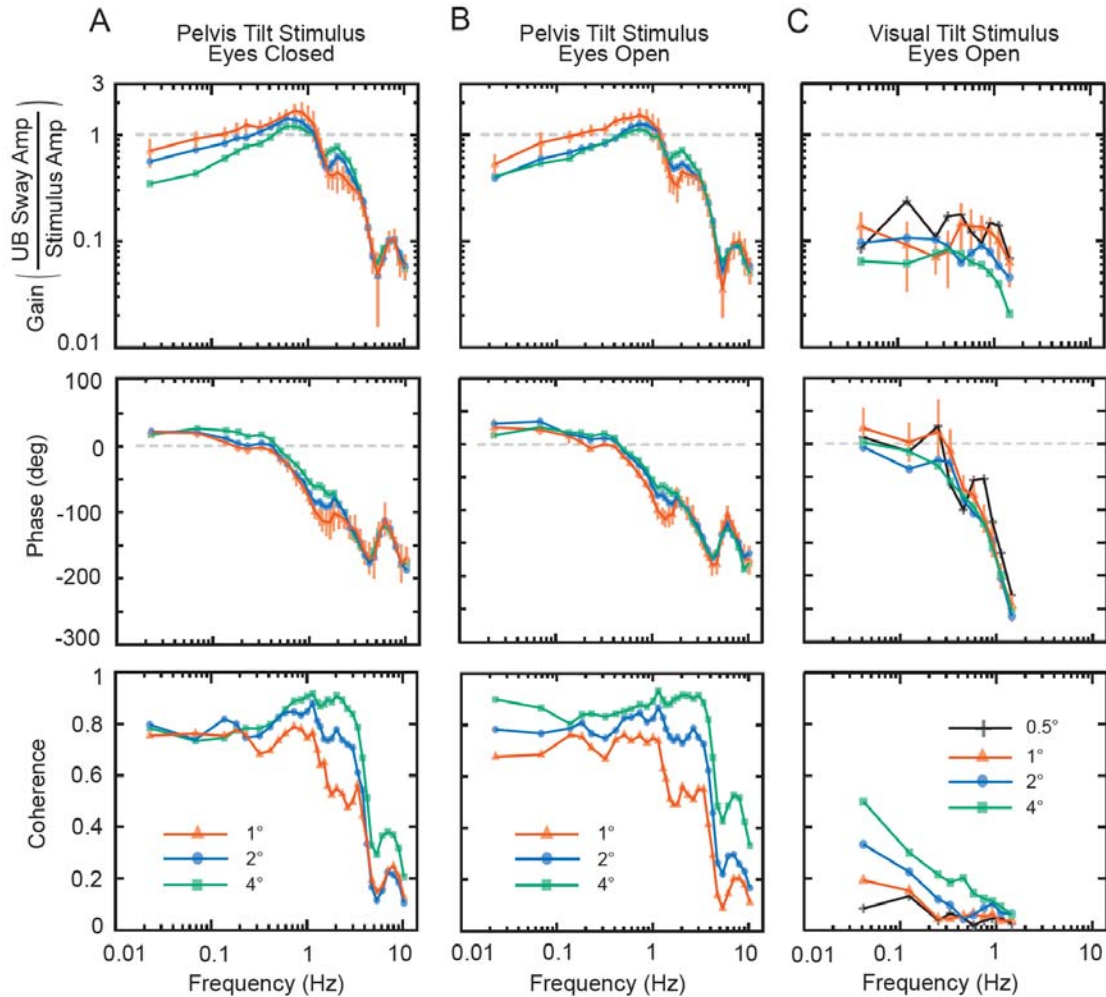 A
Pelvis Tilt Stimulus
Eyes Closed
B
Pelvis Tilt Stimulus
Eyes Open
C
Visual Tilt Stimulus
Eyes Open
Gain (UB Sway Amp / Stimulus Amp)
3
1
0.1
0.01
Phase (deg)
100
0
-100
-200
-300
Coherence
1
0.8
0.6
0.4
0.2
0
1°
2°
4°
1°
2°
4°
0.5°
1°
2°
4°
0.01 0.1 1 10
0.01 0.1 1 10
0.01 0.1 1 10
Frequency (Hz)
Frequency (Hz)
Frequency (Hz)